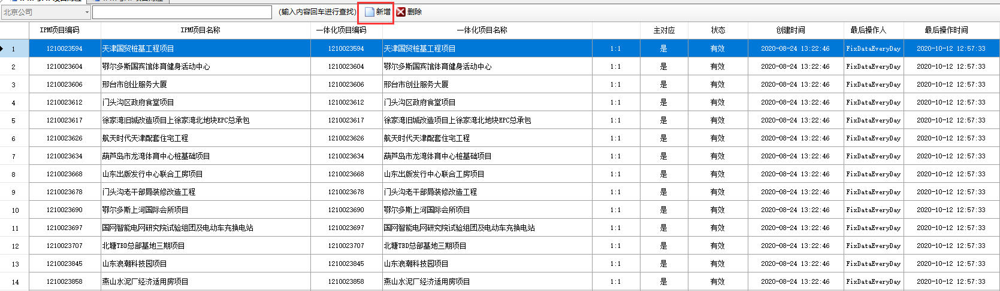 北京公司 (输入内容回车进行查找) 新增 删除
IPM项目编码 IPM项目名称 一体化项目编码 一体化项目名称 主对应 状态 创建时间 最后操作人 最后操作时间
1 1210023594 天津国贸桩基工程项目 1210023594 天津国贸桩基工程项目 1:1 是 有效 2020-08-24 13:22:46 FixDataEveryDay 2020-10-12 12:57:33
2 1210023604 鄂尔多斯国宾馆体育健身活动中心 1210023604 鄂尔多斯国宾馆体育健身活动中心 1:1 是 有效 2020-08-24 13:22:46 FixDataEveryDay 2020-10-12 12:57:33
3 1210023606 邢台市创业服务大厦 1210023606 邢台市创业服务大厦 1:1 是 有效 2020-08-24 13:22:46 FixDataEveryDay 2020-10-12 12:57:33
4 1210023612 门头沟区政府食堂项目 1210023612 门头沟区政府食堂项目 1:1 是 有效 2020-08-24 13:22:46 FixDataEveryDay 2020-10-12 12:57:33
5 1210023617 徐家湾旧城改造项目上徐家湾北地块EPC总承包 1210023617 徐家湾旧城改造项目上徐家湾北地块EPC总承包 1:1 是 有效 2020-08-24 13:22:46 FixDataEveryDay 2020-10-12 12:57:33
6 1210023626 航天时代天津配套住宅工程 1210023626 航天时代天津配套住宅工程 1:1 是 有效 2020-08-24 13:22:46 FixDataEveryDay 2020-10-12 12:57:33
7 1210023634 葫芦岛市龙湾体育中心桩基础项目 1210023634 葫芦岛市龙湾体育中心桩基础项目 1:1 是 有效 2020-08-24 13:22:46 FixDataEveryDay 2020-10-12 12:57:33
8 1210023668 山东出版发行中心联合工房项目 1210023668 山东出版发行中心联合工房项目 1:1 是 有效 2020-08-24 13:22:46 FixDataEveryDay 2020-10-12 12:57:33
9 1210023678 门头沟老干部局装修改造工程 1210023678 门头沟老干部局装修改造工程 1:1 是 有效 2020-08-24 13:22:46 FixDataEveryDay 2020-10-12 12:57:33
10 1210023690 鄂尔多斯上河国际会所项目 1210023690 鄂尔多斯上河国际会所项目 1:1 是 有效 2020-08-24 13:22:46 FixDataEveryDay 2020-10-12 12:57:33
11 1210023697 国网智能电网研究院试验组团及电动车充换电站 1210023697 国网智能电网研究院试验组团及电动车充换电站 1:1 是 有效 2020-08-24 13:22:46 FixDataEveryDay 2020-10-12 12:57:33
12 1210023707 北塘TBD总部基地三期项目 1210023707 北塘TBD总部基地三期项目 1:1 是 有效 2020-08-24 13:22:46 FixDataEveryDay 2020-10-12 12:57:33
13 1210023845 山东浪潮科技园项目 1210023845 山东浪潮科技园项目 1:1 是 有效 2020-08-24 13:22:46 FixDataEveryDay 2020-10-12 12:57:33
14 1210023858 燕山水泥厂经济适用房项目 1210023858 燕山水泥厂经济适用房项目 1:1 是 有效 2020-08-24 13:22:46 FixDataEveryDay 2020-10-12 12:57:33